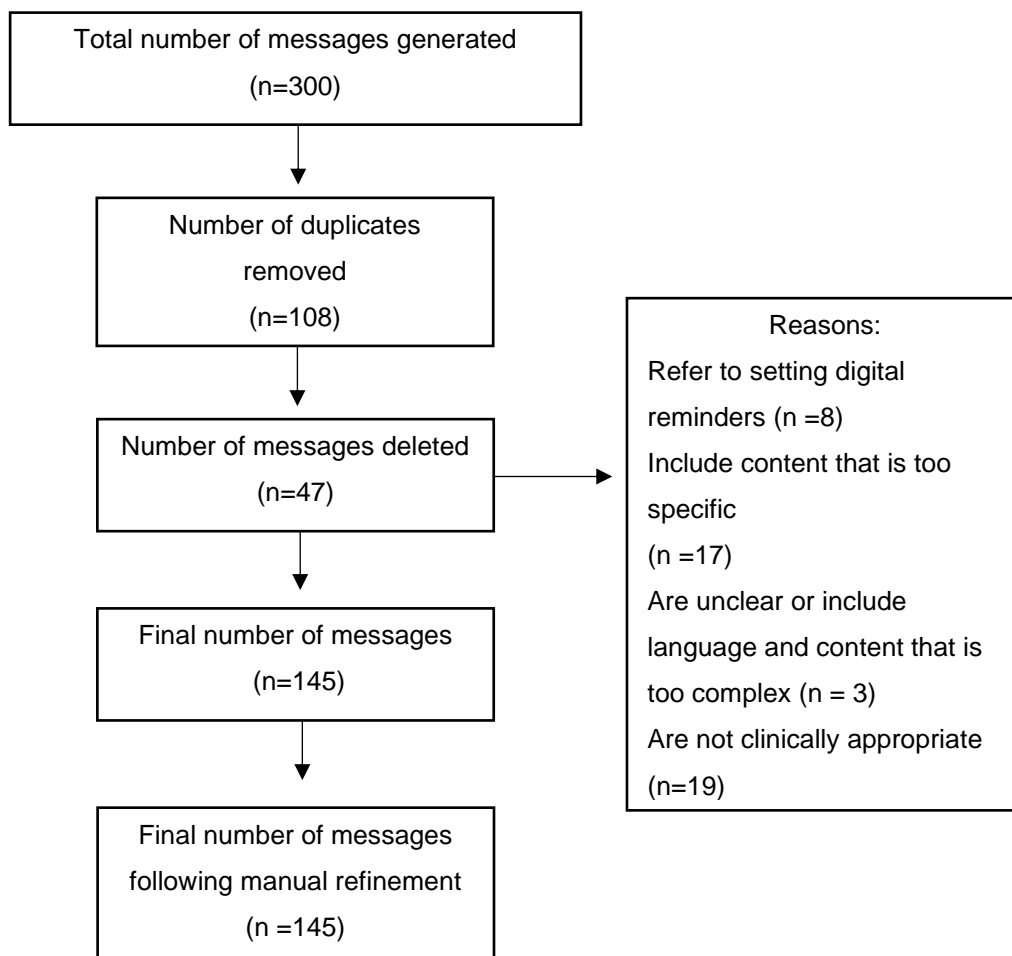 Total number of messages generated
(n=300)
Number of duplicates
removed
(n=108)
Number of messages deleted
(n=47)
Reasons:
Refer to setting digital
reminders (n =8)
Include content that is too
specific
(n =17)
Are unclear or include
language and content that is
too complex (n = 3)
Are not clinically appropriate
(n=19)
Final number of messages
(n=145)
Final number of messages
following manual refinement
(n =145)